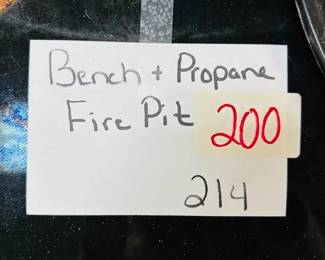 Bench + Propane
Fire Pit 200
214